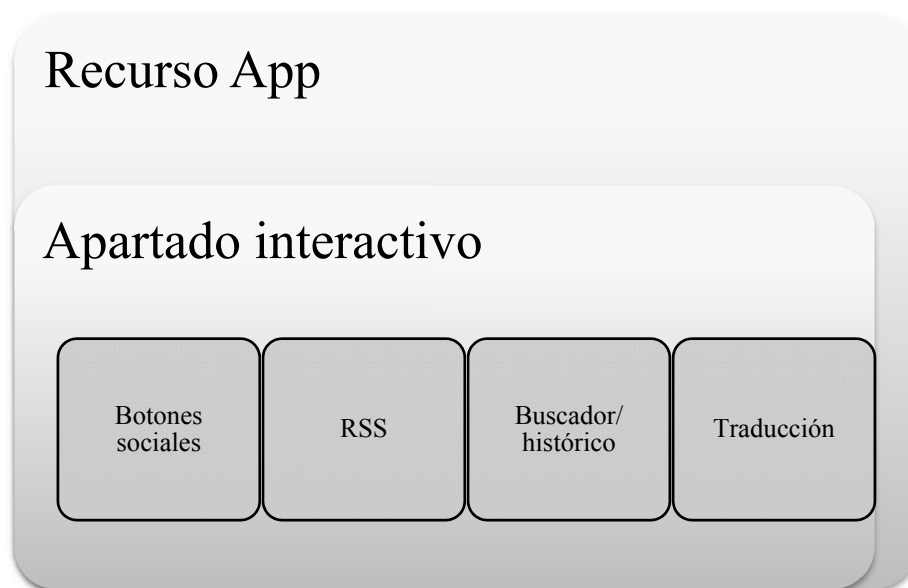 Recurso App
Apartado interactivo
Botones
sociales
RSS
Buscador/
histórico
Traducción